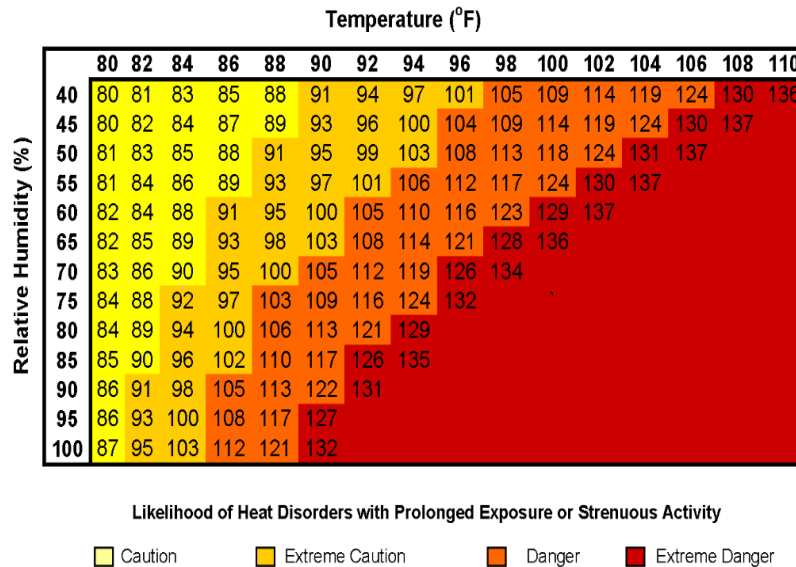 Temperature (°F)
80 82 84 86 88 90 92 94 96 98 100 102 104 106 108 110
Relative Humidity (%)
40 80 81 83 85 88 91 94 97 101 105 109 114 119 124 130 136
45 80 82 84 87 89 93 96 100 104 109 114 119 124 130 137
50 81 83 85 88 91 95 99 103 108 113 118 124 131 137
55 81 84 86 89 93 97 101 106 112 117 124 130 137
60 82 84 88 91 95 100 105 110 116 123 129 137
65 82 85 89 93 98 103 108 114 121 128 136
70 83 86 90 95 100 105 112 119 126 134
75 84 88 92 97 103 109 116 124 132 `
80 84 89 94 100 106 113 121 129
85 85 90 96 102 110 117 126 135
90 86 91 98 105 113 122 131
95 86 93 100 108 117 127
100 87 95 103 112 121 132
Likelihood of Heat Disorders with Prolonged Exposure or Strenuous Activity
Caution Extreme Caution Danger Extreme Danger